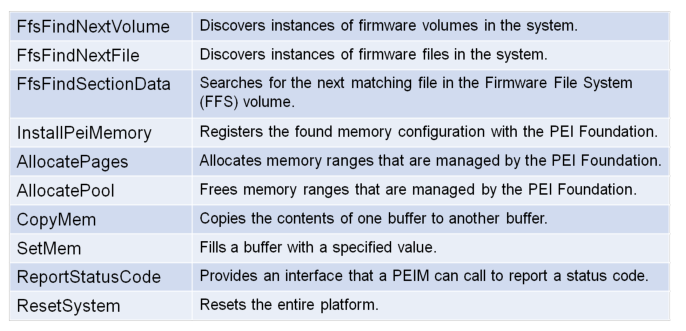 FfsFindNextVolume Discovers instances of firmware volumes in the system.
FfsFindNextFile Discovers instances of firmware files in the system.
FfsFindSectionData Searches for the next matching file in the Firmware File System
(FFS) volume.
InstallPeiMemory Registers the found memory configuration with the PEI Foundation.
AllocatePages Allocates memory ranges that are managed by the PEI Foundation.
AllocatePool Frees memory ranges that are managed by the PEI Foundation.
CopyMem Copies the contents of one buffer to another buffer.
SetMem Fills a buffer with a specified value.
ReportStatusCode Provides an interface that a PEIM can call to report a status code.
ResetSystem Resets the entire platform.